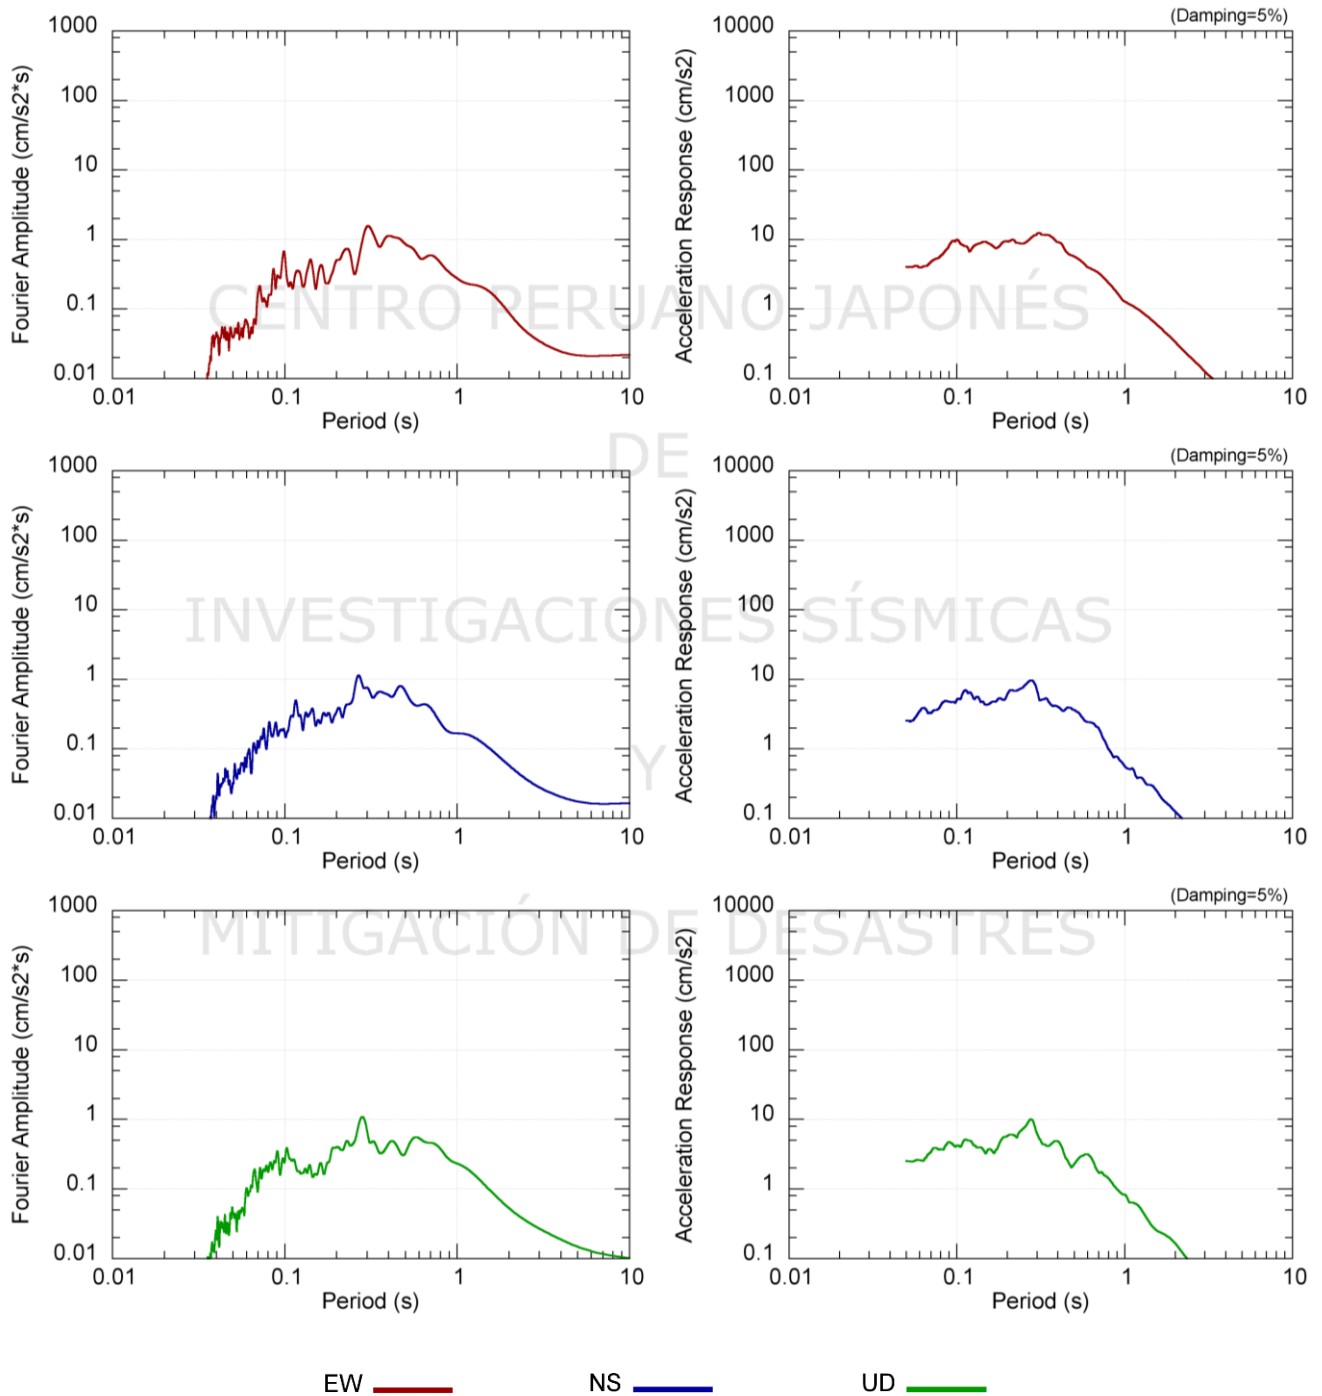 (Damping=5%)
1000
100
10
1
0.1
0.01
Fourier Amplitude (cm/s2*s)
0.01 0.1 1 10
Period (s)
10000
1000
100
10
1
0.1
Acceleration Response (cm/s2)
0.01 0.1 1 10
Period (s)
CENTRO PERUANO JAPONÉS
DE
(Damping=5%)
1000
100
10
1
0.1
0.01
Fourier Amplitude (cm/s2*s)
0.01 0.1 1 10
Period (s)
10000
1000
100
10
1
0.1
Acceleration Response (cm/s2)
0.01 0.1 1 10
Period (s)
INVESTIGACIONES SÍSMICAS
Y
(Damping=5%)
1000
100
10
1
0.1
0.01
Fourier Amplitude (cm/s2*s)
0.01 0.1 1 10
Period (s)
10000
1000
100
10
1
0.1
Acceleration Response (cm/s2)
0.01 0.1 1 10
Period (s)
MITIGACIÓN DE DESASTRES
EW NS UD